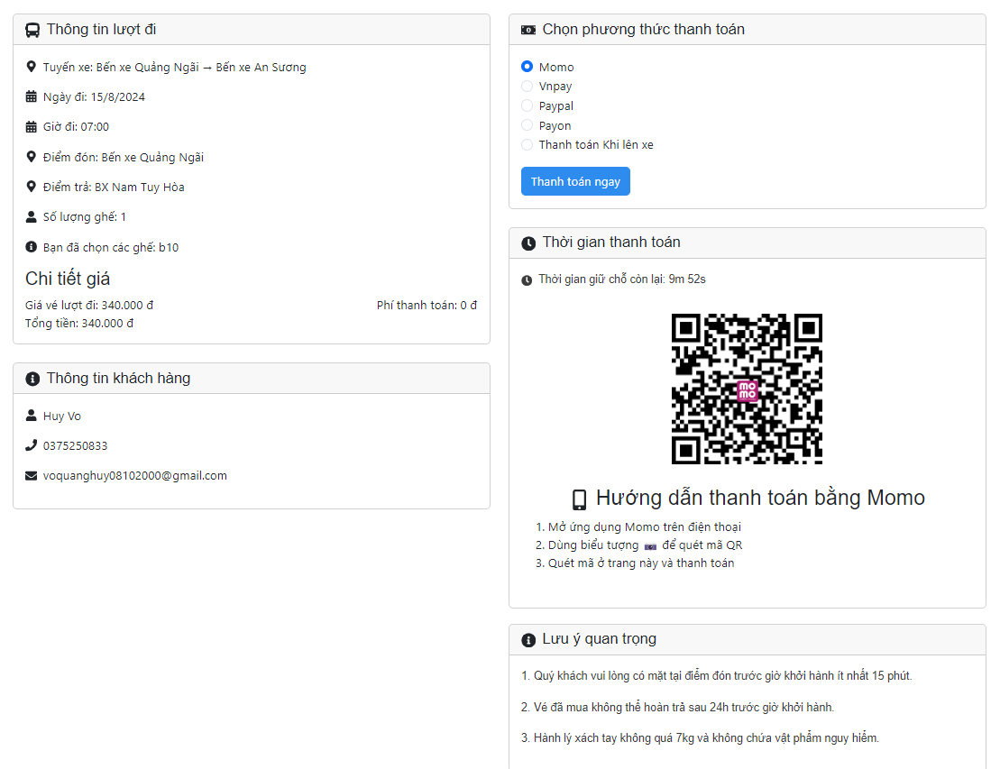 Thông tin lượt đi
Tuyến xe: Bến xe Quảng Ngãi → Bến xe An Sương
Ngày đi: 15/8/2024
Giờ đi: 07:00
Điểm đón: Bến xe Quảng Ngãi
Điểm trả: BX Nam Tuy Hòa
Số lượng ghế: 1
Bạn đã chọn các ghế: b10
Chi tiết giá
Giá vé lượt đi: 340.000 đ
Phí thanh toán: 0 đ
Tổng tiền: 340.000 đ
Thông tin khách hàng
Huy Vo
0375250833
voquanghuy08102000@gmail.com
Chọn phương thức thanh toán
Momo
Vnpay
Paypal
Payon
Thanh toán Khi lên xe
Thanh toán ngay
Thời gian thanh toán
Thời gian giữ chỗ còn lại: 9m 52s
mo
mo
Hướng dẫn thanh toán bằng Momo
1. Mở ứng dụng Momo trên điện thoại
2. Dùng biểu tượng để quét mã QR
3. Quét mã ở trang này và thanh toán
Lưu ý quan trọng
1. Quý khách vui lòng có mặt tại điểm đón trước giờ khởi hành ít nhất 15 phút.
2. Vé đã mua không thể hoàn trả sau 24h trước giờ khởi hành.
3. Hành lý xách tay không quá 7kg và không chứa vật phẩm nguy hiểm.